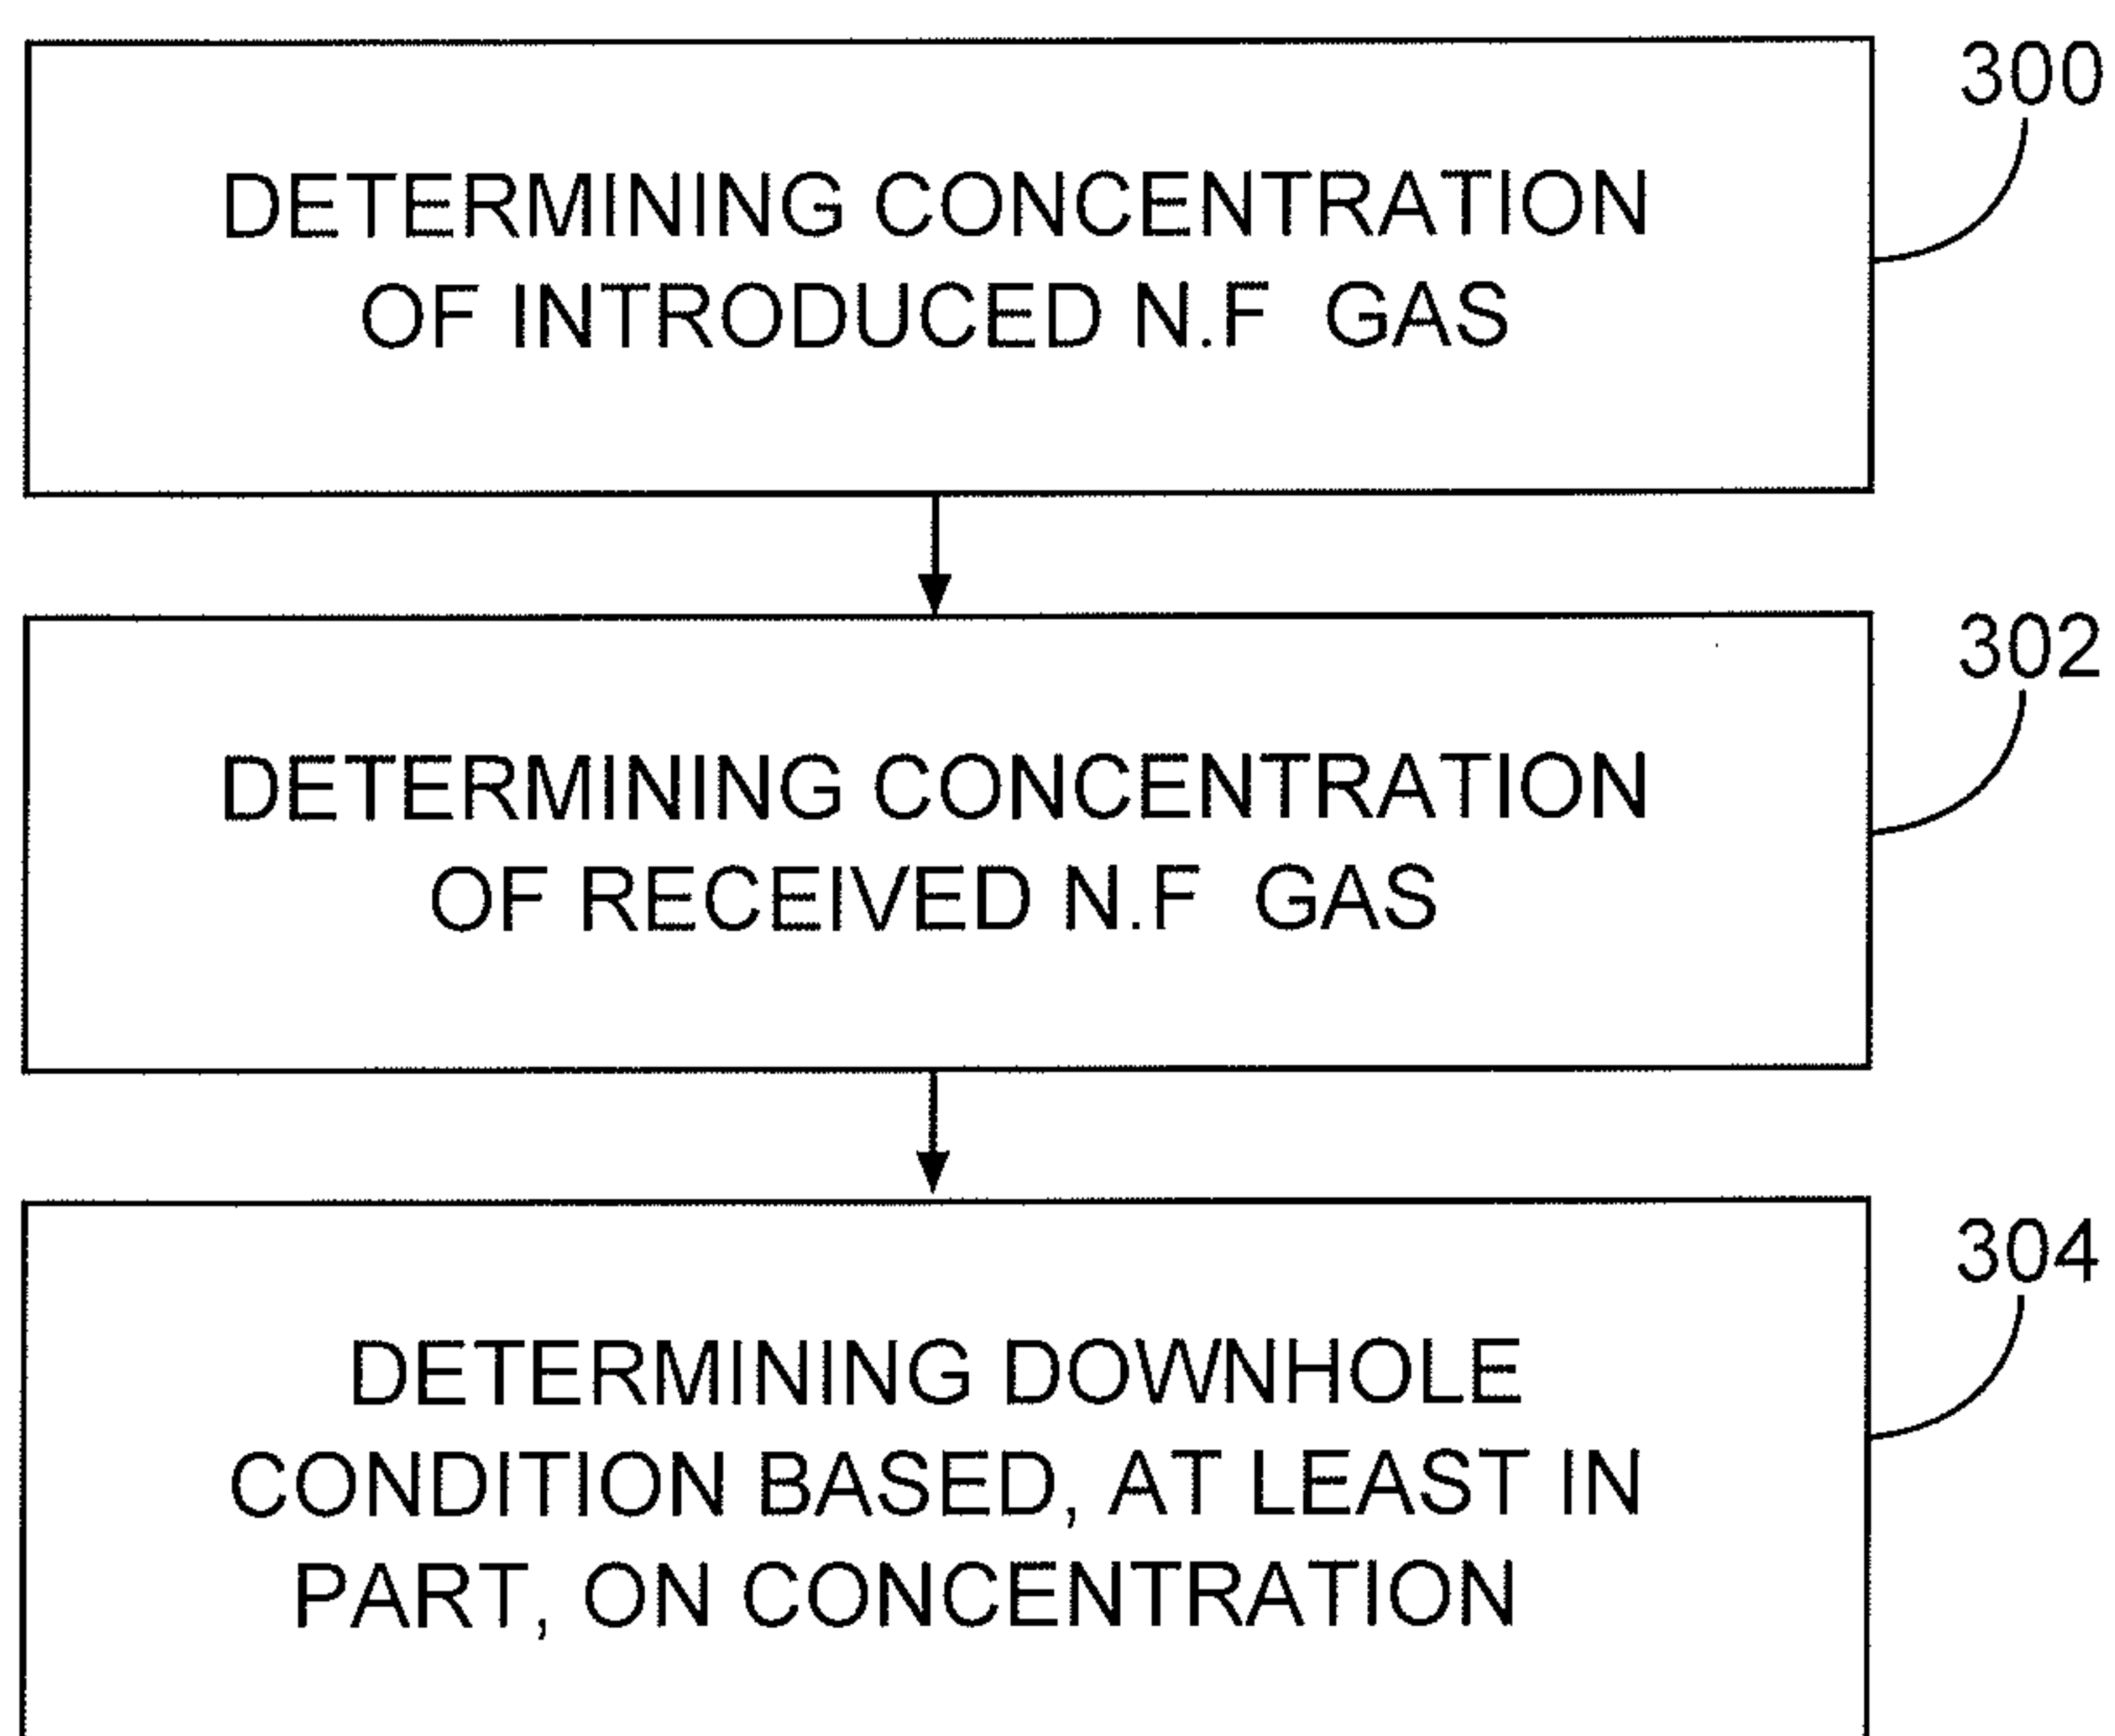 300
DETERMINING CONCENTRATION
OF INTRODUCED N.F GAS
302
DETERMINING CONCENTRATION
OF RECEIVED N.F GAS
304
DETERMINING DOWNHOLE
CONDITION BASED, AT LEAST IN
PART, ON CONCENTRATION